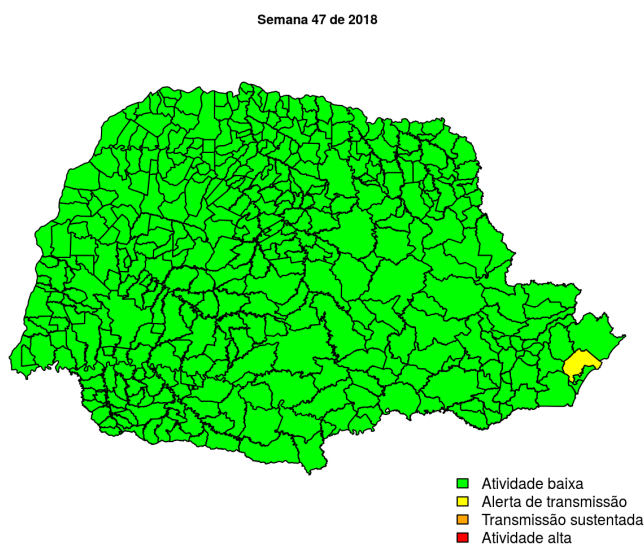 Semana 47 de 2018
Atividade baixa
Alerta de transmissão
Transmissão sustentada
Atividade alta